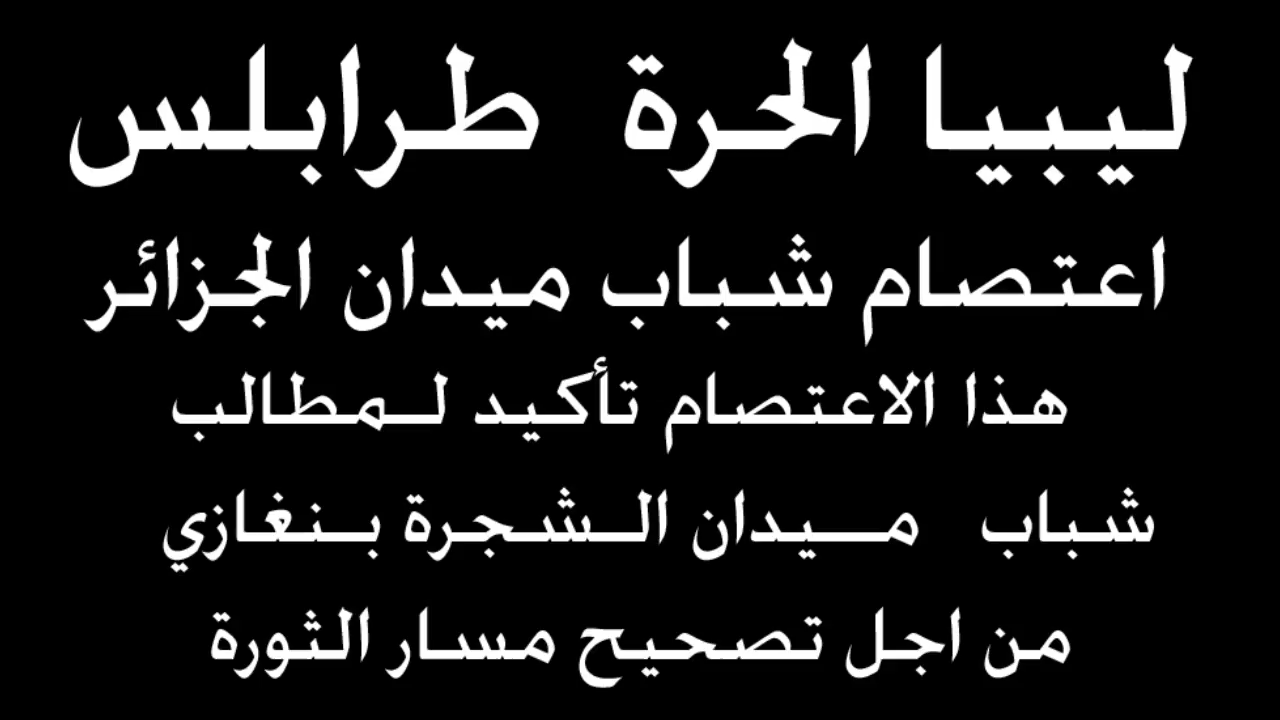 ليبيا الحرة طرابلس
اعتصام شباب ميدان الجزائر
هذا الاعتصام تأكيد لمطالب
شباب ميدان الشجرة بنغازي
من اجل تصحيح مسار الثورة